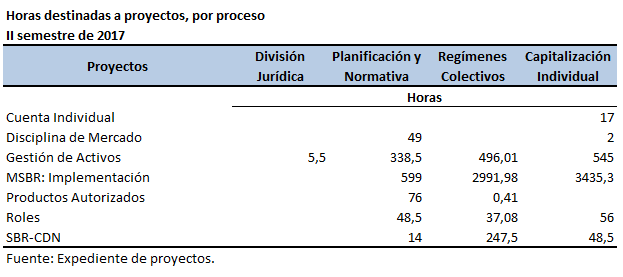 Horas destinadas a proyectos, por proceso
II semestre de 2017
Proyectos División Jurídica Planificación y Normativa Regímenes Colectivos Capitalización Individual
Horas
Cuenta Individual 17
Disciplina de Mercado 49 2
Gestión de Activos 5,5 338,5 496,01 545
MSBR: Implementación 599 2991,98 3435,3
Productos Autorizados 76 0,41
Roles 48,5 37,08 56
SBR-CDN 14 247,5 48,5
Fuente: Expediente de proyectos.